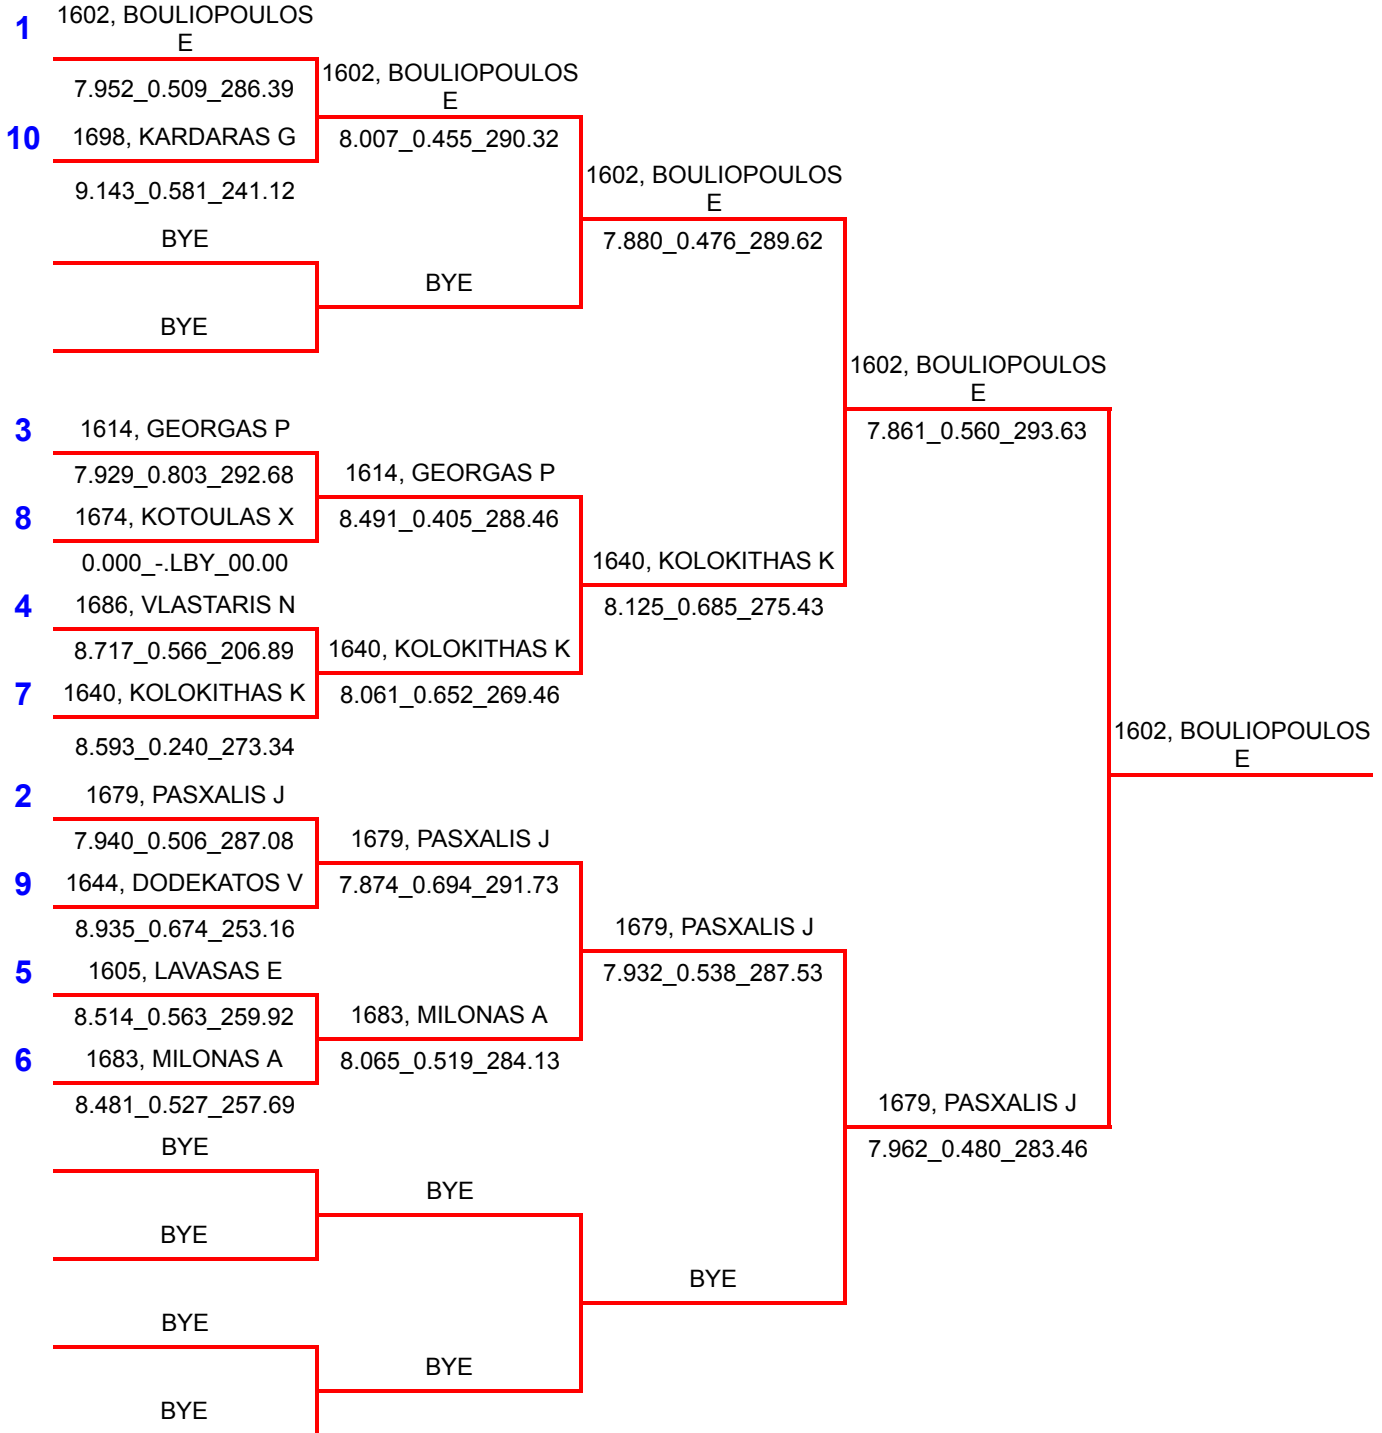 1
1602, BOULIOPOULOS
E
7.952_0.509_286.39
10
1698, KARDARAS G
9.143_0.581_241.12
BYE
BYE
3
1614, GEORGAS P
7.929_0.803_292.68
8
1674, KOTOULAS X
0.000_-.LBY_00.00
4
1686, VLASTARIS N
8.717_0.566_206.89
7
1640, KOLOKITHAS K
8.593_0.240_273.34
2
1679, PASXALIS J
7.940_0.506_287.08
9
1644, DODEKATOS V
8.935_0.674_253.16
5
1605, LAVASAS E
8.514_0.563_259.92
6
1683, MILONAS A
8.481_0.527_257.69
BYE
BYE
BYE
BYE
1602, BOULIOPOULOS
E
8.007_0.455_290.32
BYE
1614, GEORGAS P
8.491_0.405_288.46
1640, KOLOKITHAS K
8.061_0.652_269.46
1679, PASXALIS J
7.874_0.694_291.73
1683, MILONAS A
8.065_0.519_284.13
BYE
BYE
1602, BOULIOPOULOS
E
7.880_0.476_289.62
1640, KOLOKITHAS K
8.125_0.685_275.43
1679, PASXALIS J
7.932_0.538_287.53
BYE
1602, BOULIOPOULOS
E
7.861_0.560_293.63
1679, PASXALIS J
7.962_0.480_283.46
1602, BOULIOPOULOS
E